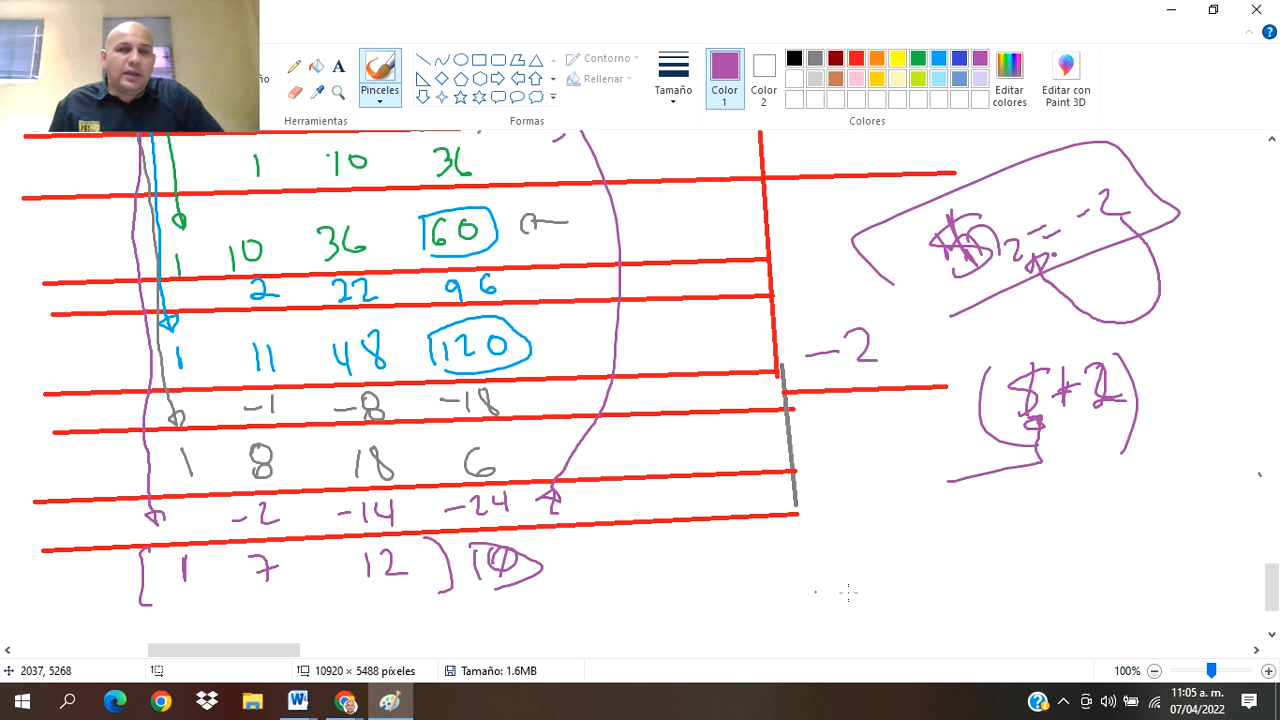 Contorno
Rellenar
Pinceles
Tamaño
Color 1
Color 2
Editar colores
Editar con Paint 3D
Herramientas
Formas
Colores
1 10 36
1 10 36 60
2 22 96
1 11 48 120
-1 -8 -18
1 8 18 6
-2 -14 -24
[1 7 12]
2 = -2
-2
2037, 5268
10920 × 5488 píxeles
Tamaño: 1.6MB
100%
11:05 a. m.
07/04/2022